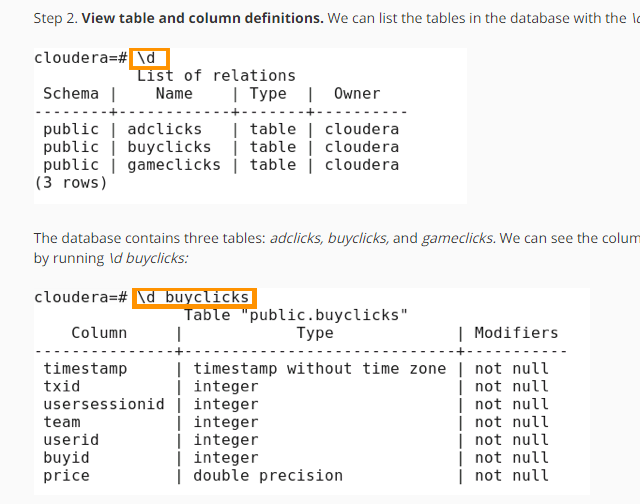 Step 2. View table and column definitions. We can list the tables in the database with the
cloudera=# \d
List of relations
Schema | Name | Type | Owner
--------+------------+-------+----------
public | adclicks | table | cloudera
public | buyclicks | table | cloudera
public | gameclicks | table | cloudera
(3 rows)
The database contains three tables: adclicks, buyclicks, and gameclicks. We can see the colum
by running \d buyclicks:
cloudera=# \d buyclicks
Table "public.buyclicks"
Column | Type | Modifiers
---------------+-----------------------------+-----------
timestamp | timestamp without time zone | not null
txid | integer | not null
usersessionid | integer | not null
team | integer | not null
userid | integer | not null
buyid | integer | not null
price | double precision | not null